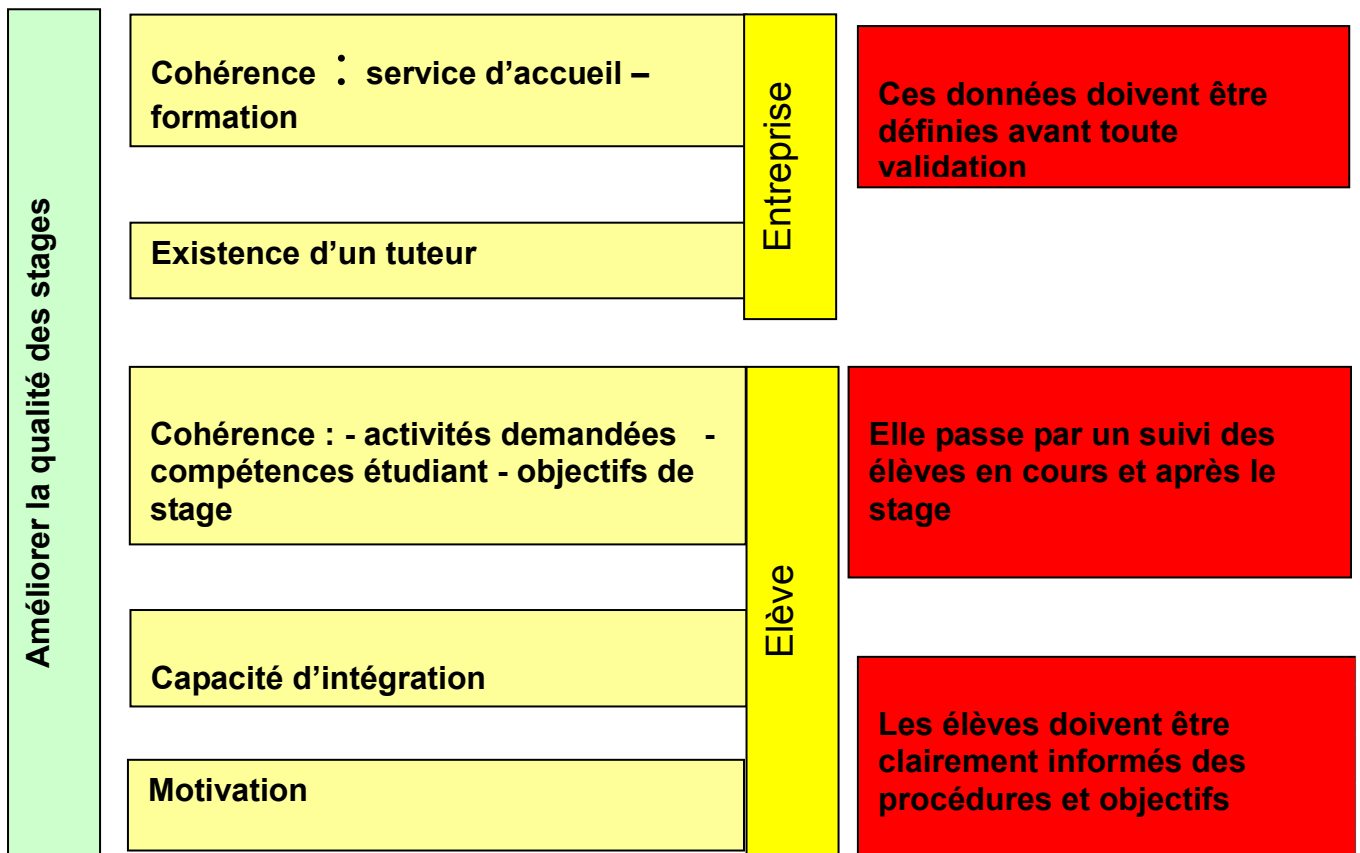 Améliorer la qualité des stages
Cohérence : service d’accueil –
formation
Existence d’un tuteur
Entreprise
Ces données doivent être
définies avant toute
validation
Cohérence : - activités demandées -
compétences étudiant - objectifs de
stage
Capacité d’intégration
Motivation
Elève
Elle passe par un suivi des
élèves en cours et après le
stage
Les élèves doivent être
clairement informés des
procédures et objectifs